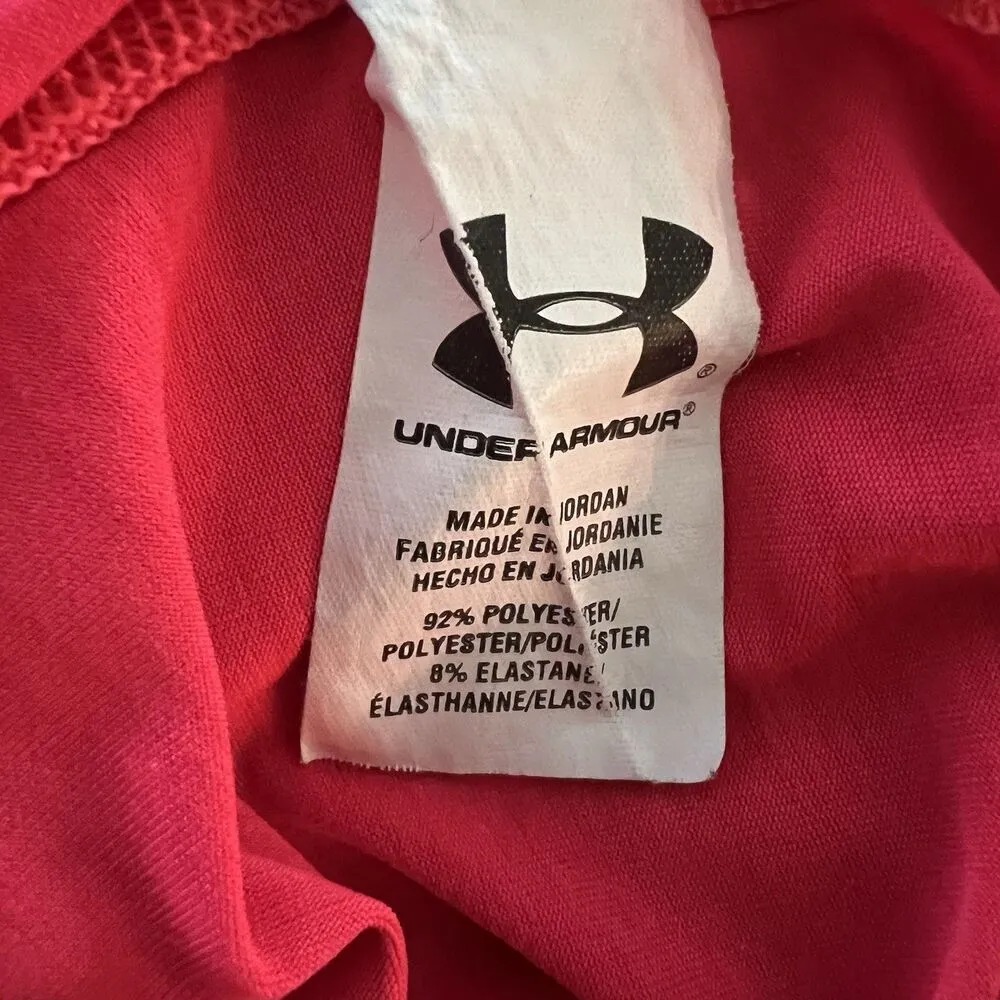 ®
UNDER ARMOUR®
MADE IN JORDAN
FABRIQUÉ EN JORDANIE
HECHO EN JORDANIA
92% POLYESTER/
POLYESTER/POLIÉSTER
8% ELASTANE/
ÉLASTHANNE/ELASTANO